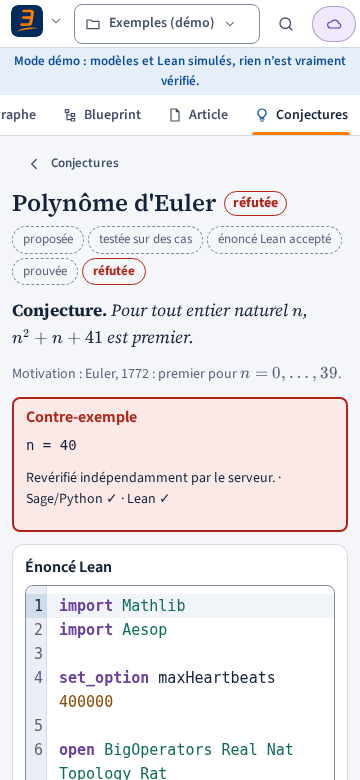 Exemples (démo)
Mode démo : modèles et Lean simulés, rien n’est vraiment
vérifié.
raphe
Blueprint
Article
Conjectures
Conjectures
Polynôme d'Euler
réfutée
proposée
testée sur des cas
énoncé Lean accepté
prouvée
réfutée
Conjecture. Pour tout entier naturel n,
n² + n + 41 est premier.
Motivation : Euler, 1772 : premier pour n = 0, …, 39.
Contre-exemple
n = 40
Revérifié indépendamment par le serveur. ·
Sage/Python ✓ · Lean ✓
Énoncé Lean
1 import Mathlib
2 import Aesop
3
4 set_option maxHeartbeats
400000
5
6 open BigOperators Real Nat
Topology Rat